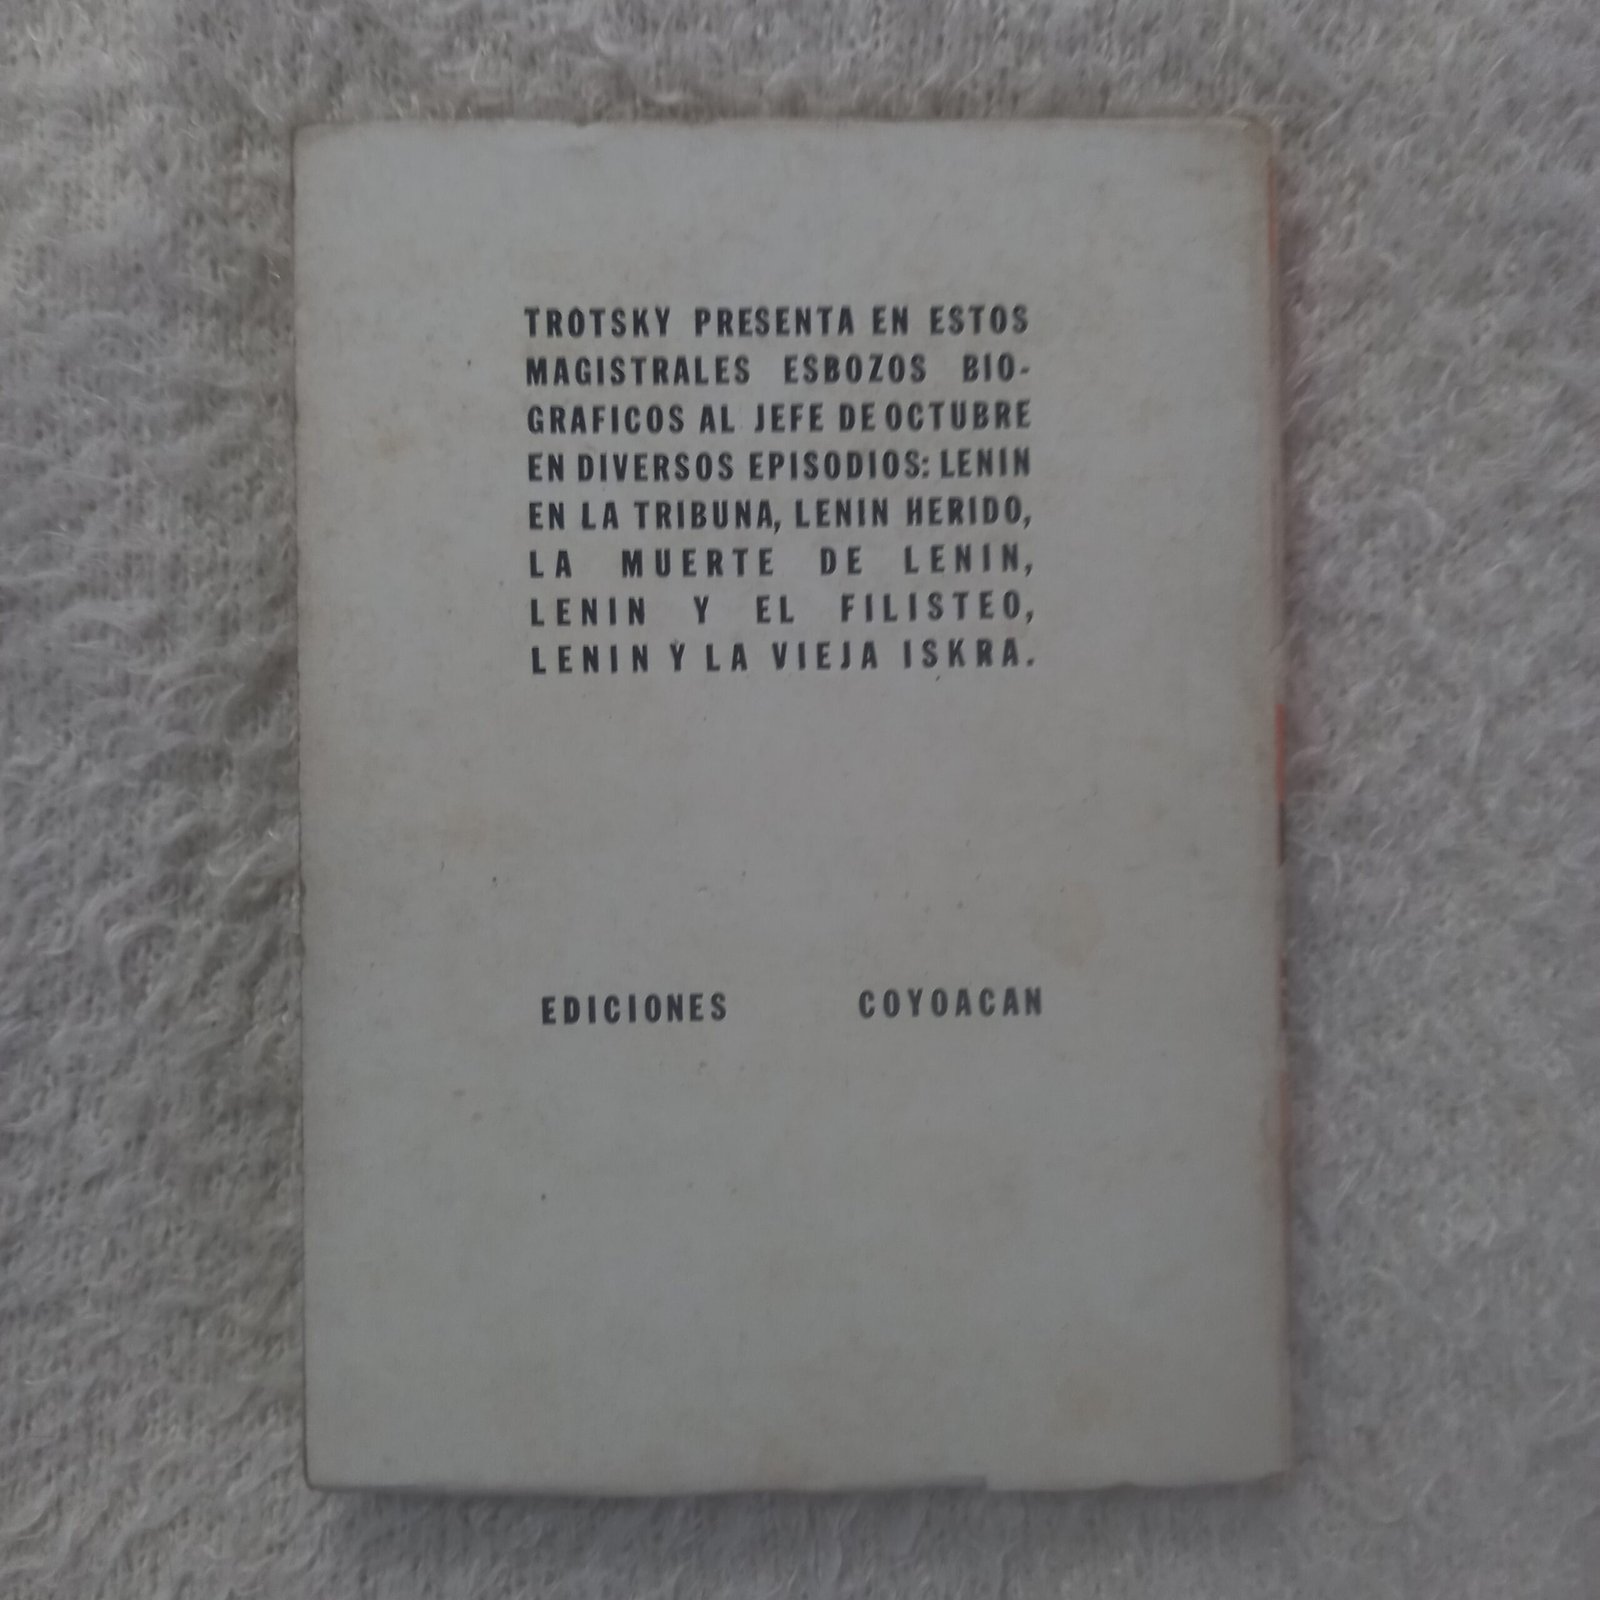 TROTSKY PRESENTA EN ESTOS
MAGISTRALES ESBOZOS BIO-
GRAFICOS AL JEFE DE OCTUBRE
EN DIVERSOS EPISODIOS: LENIN
EN LA TRIBUNA, LENIN HERIDO,
LA MUERTE DE LENIN,
LENIN Y EL FILISTEO,
LENIN Y LA VIEJA ISKRA.
EDICIONES COYOACAN